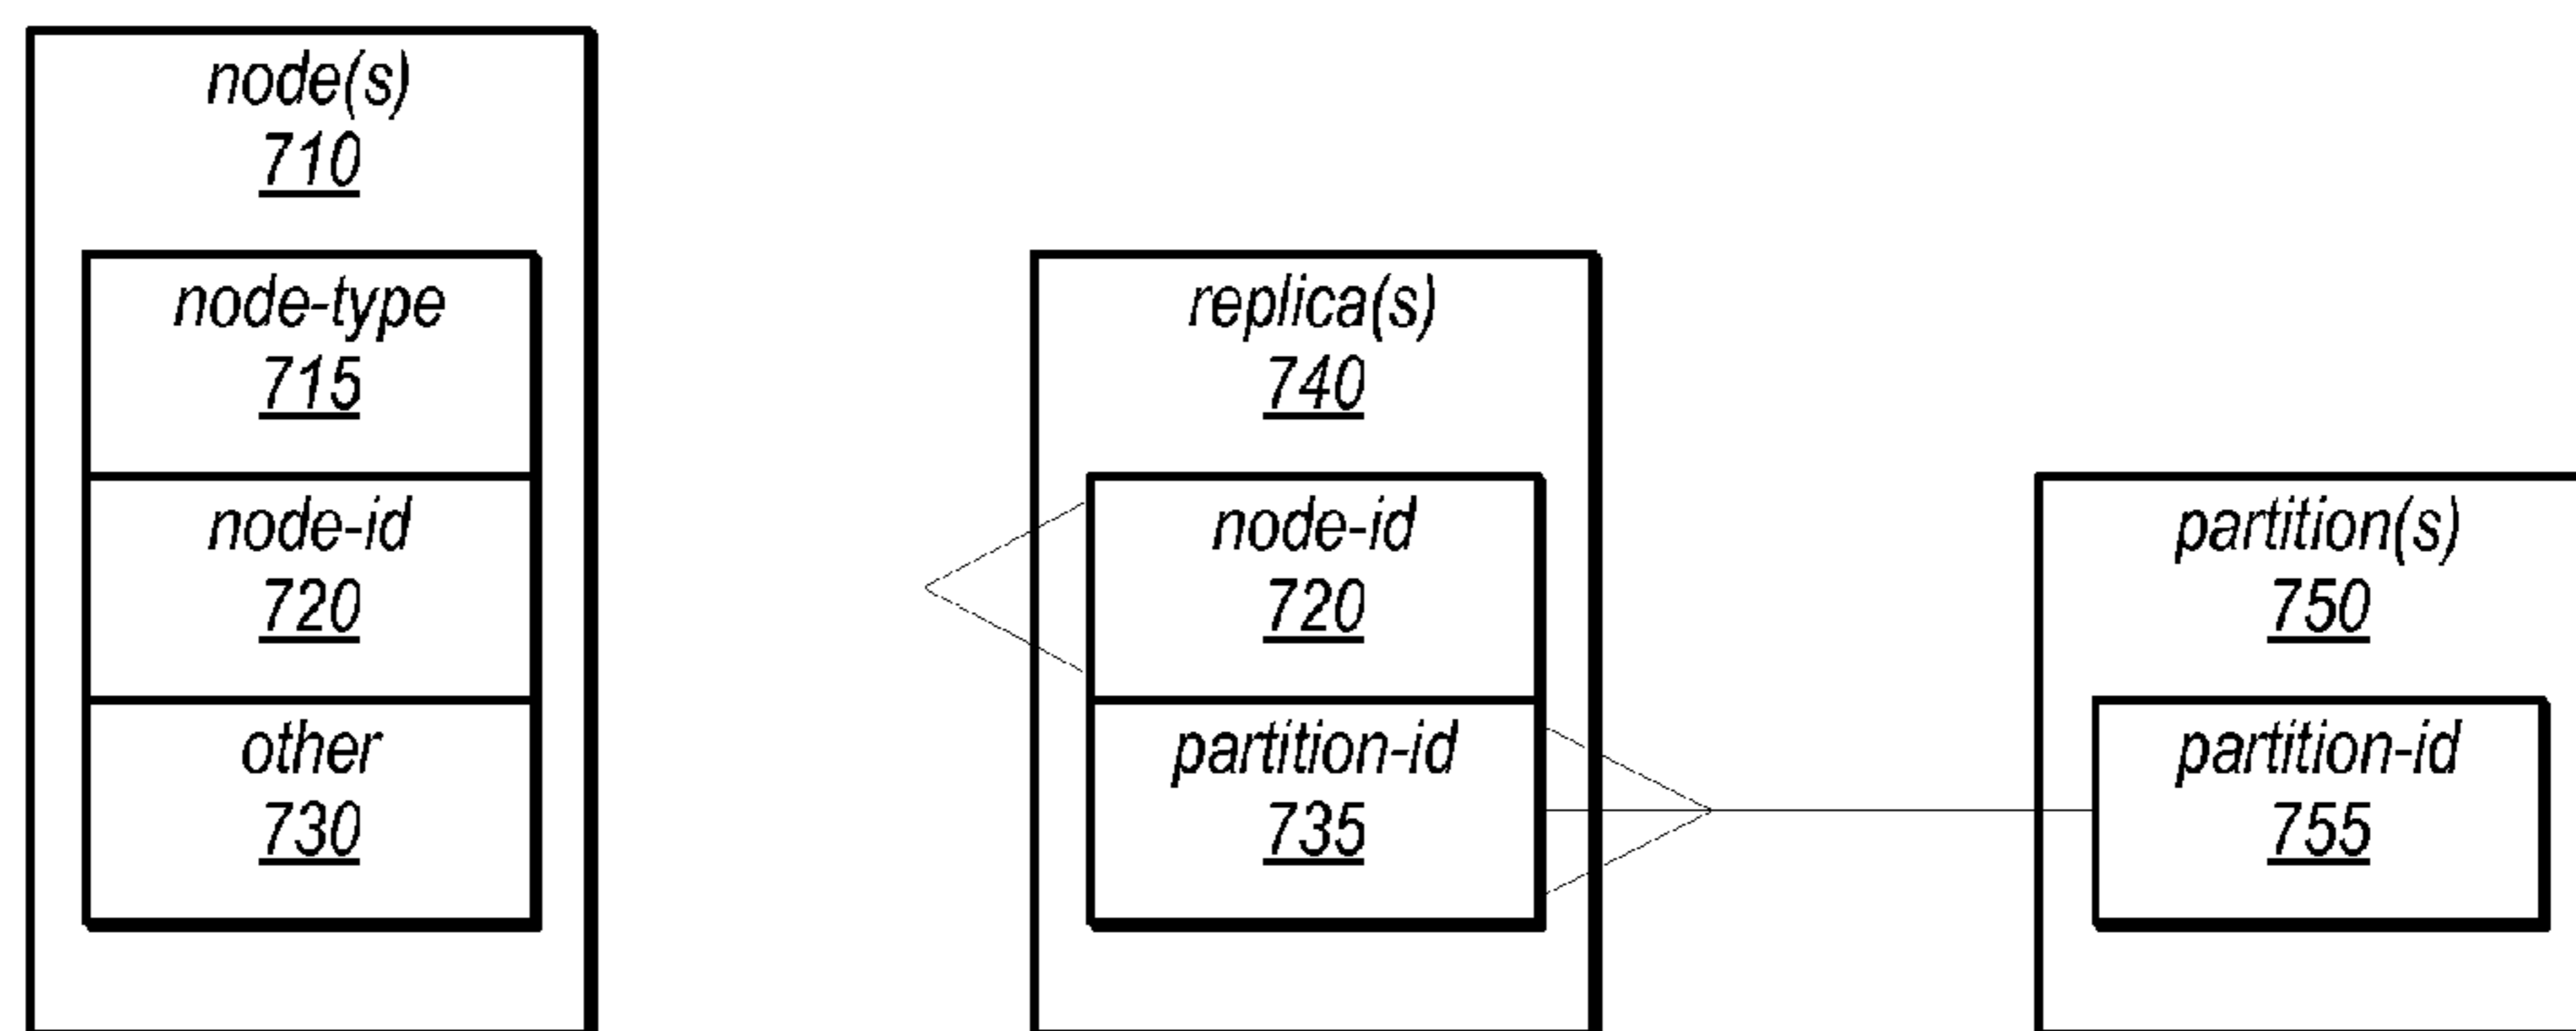 node(s)
710
node-type
715
node-id
720
other
730
replica(s)
740
node-id
720
partition-id
735
partition(s)
750
partition-id
755